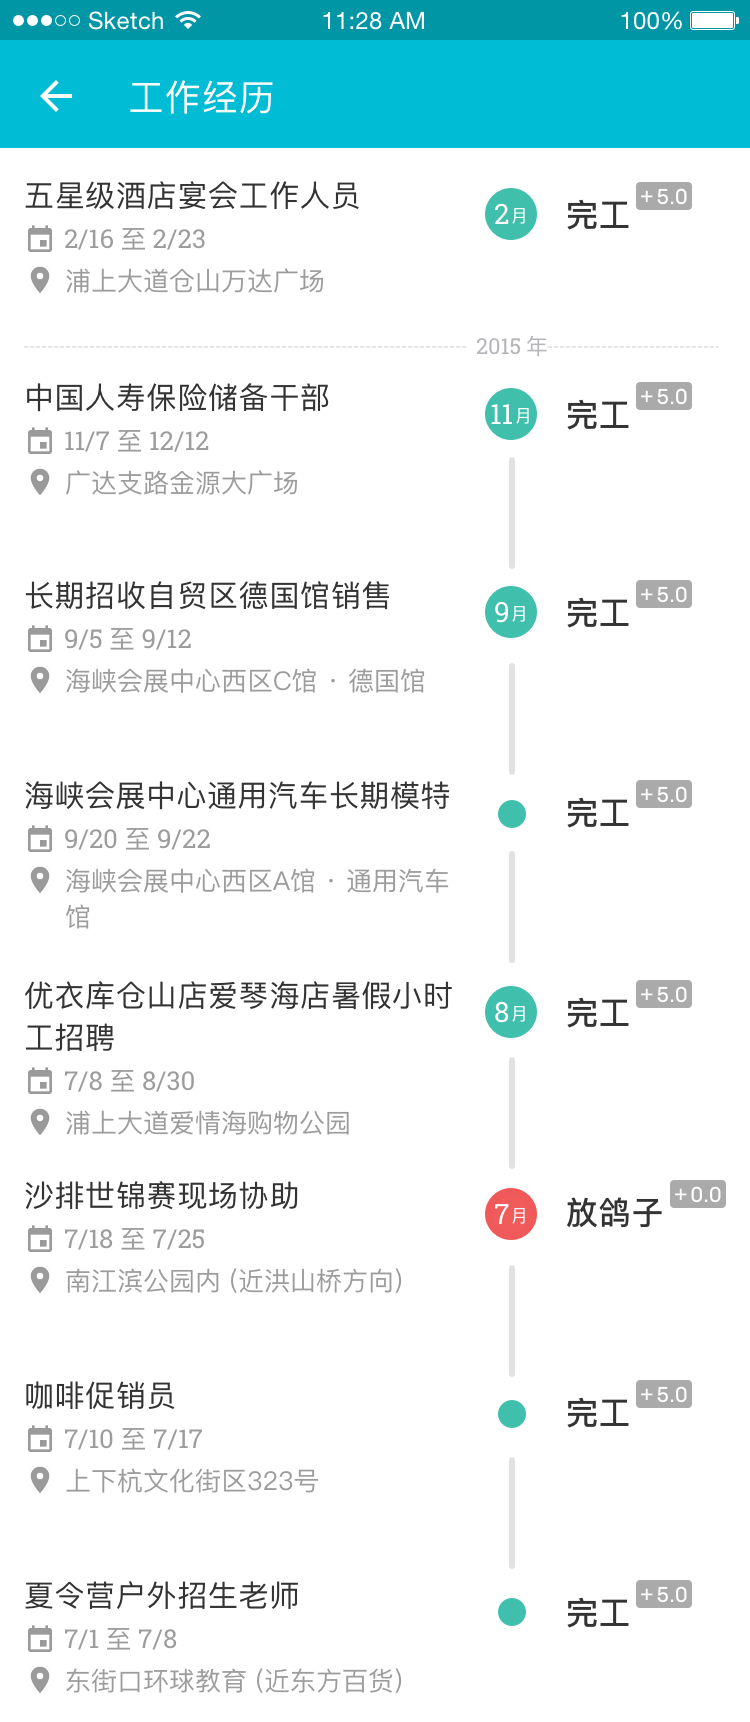 Sketch 11:28 AM 100%
工作经历
五星级酒店宴会工作人员
2月 完工 +5.0
2/16 至 2/23
浦上大道仓山万达广场
2015 年
中国人寿保险储备干部
11月 完工 +5.0
11/7 至 12/12
广达支路金源大广场
长期招收自贸区德国馆销售
9月 完工 +5.0
9/5 至 9/12
海峡会展中心西区C馆 · 德国馆
海峡会展中心通用汽车长期模特
完工 +5.0
9/20 至 9/22
海峡会展中心西区A馆 · 通用汽车
馆
优衣库仓山店爱琴海店暑假小时
工招聘
8月 完工 +5.0
7/8 至 8/30
浦上大道爱情海购物公园
沙排世锦赛现场协助
7月 放鸽子 +0.0
7/18 至 7/25
南江滨公园内 (近洪山桥方向)
咖啡促销员
完工 +5.0
7/10 至 7/17
上下杭文化街区323号
夏令营户外招生老师
完工 +5.0
7/1 至 7/8
东街口环球教育 (近东方百货)